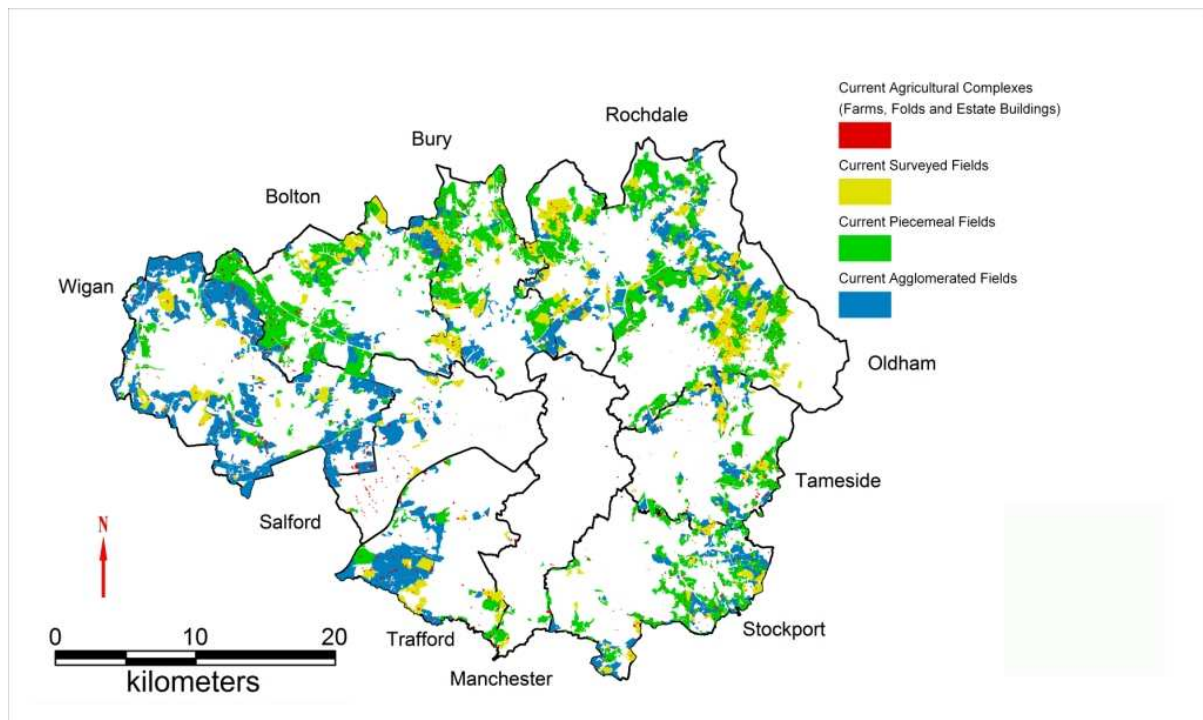 Rochdale
Bury
Bolton
Wigan
Oldham
Tameside
Salford
Stockport
Trafford
Manchester
Current Agricultural Complexes
(Farms, Folds and Estate Buildings)
Current Surveyed Fields
Current Piecemeal Fields
Current Agglomerated Fields
N
0 10 20
kilometers